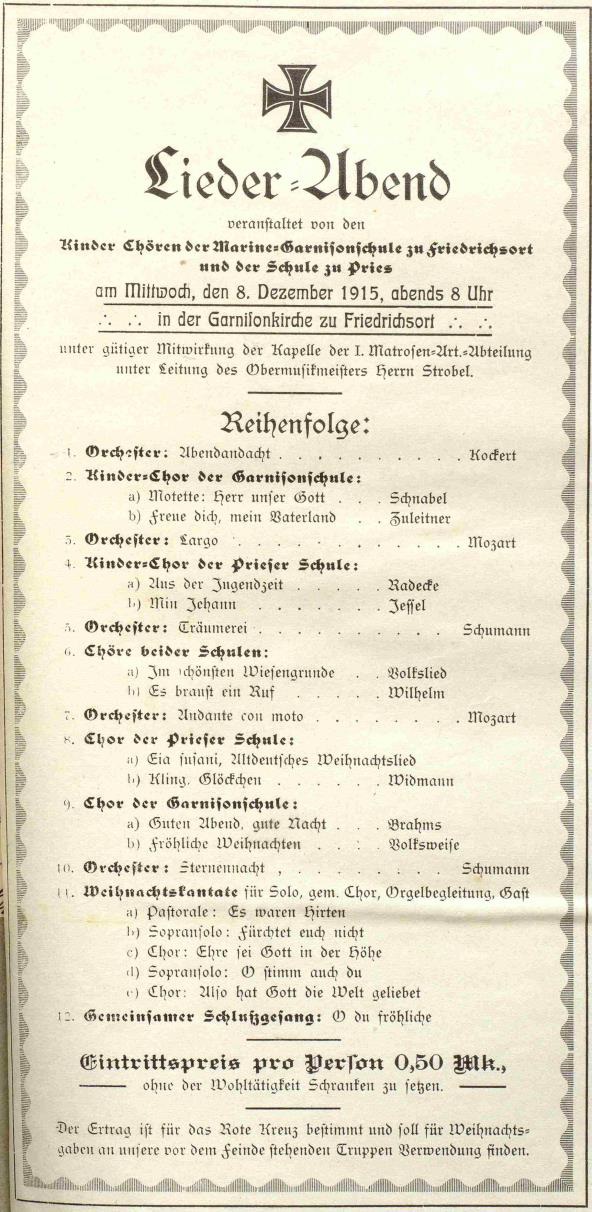 Lieder-Abend
veranstaltet von den
Kinder Chören der Marine-Garnisonschule zu Friedrichsort
und der Schule zu Pries
am Mittwoch, den 8. Dezember 1915, abends 8 Uhr
in der Garnisonkirche zu Friedrichsort
unter gütiger Mitwirkung der Kapelle der I. Matrosen-Art.-Abteilung
unter Leitung des Obermusikmeisters Herrn Strobel.
Reihenfolge:
1. Orchester: Abendandacht . . . . . . . . . . Kockert
2. Kinder-Chor der Garnisonschule:
a) Motette: Herr unser Gott . . . Schnabel
b) Freue dich, mein Vaterland . . Zuleitner
3. Orchester: Largo . . . . . . . . . . . . Mozart
4. Kinder-Chor der Prieser Schule:
a) Aus der Jugendzeit . . . . . Radecke
b) Min Jehann . . . . . . . Jessel
5. Orchester: Träumerei . . . . . . . . . . Schumann
6. Chöre beider Schulen:
a) Im schönsten Wiesengrunde . . Volkslied
b) Es braust ein Ruf . . . . . Wilhelm
7. Orchester: Andante con moto . . . . . . . . Mozart
8. Chor der Prieser Schule:
a) Eia susani, Altdeutsches Weihnachtslied
b) Kling, Glöckchen . . . . . . Widmann
9. Chor der Garnisonschule:
a) Guten Abend, gute Nacht . . . Brahms
b) Fröhliche Weihnachten . . . . Volksweise
10. Orchester: Sternennacht , . . . . . . . . Schumann
11. Weihnachtskantate für Solo, gem. Chor, Orgelbegleitung, Gast
a) Pastorale: Es waren Hirten
b) Sopransolo: Fürchtet euch nicht
c) Chor: Ehre sei Gott in der Höhe
d) Sopransolo: O stimm auch du
e) Chor: Also hat Gott die Welt geliebet
12. Gemeinsamer Schlußgesang: O du fröhliche
Eintrittspreis pro Person 0,50 Mk.,
ohne der Wohltätigkeit Schranken zu setzen.
Der Ertrag ist für das Rote Kreuz bestimmt und soll für Weihnachts-
gaben an unsere vor dem Feinde stehenden Truppen Verwendung finden.